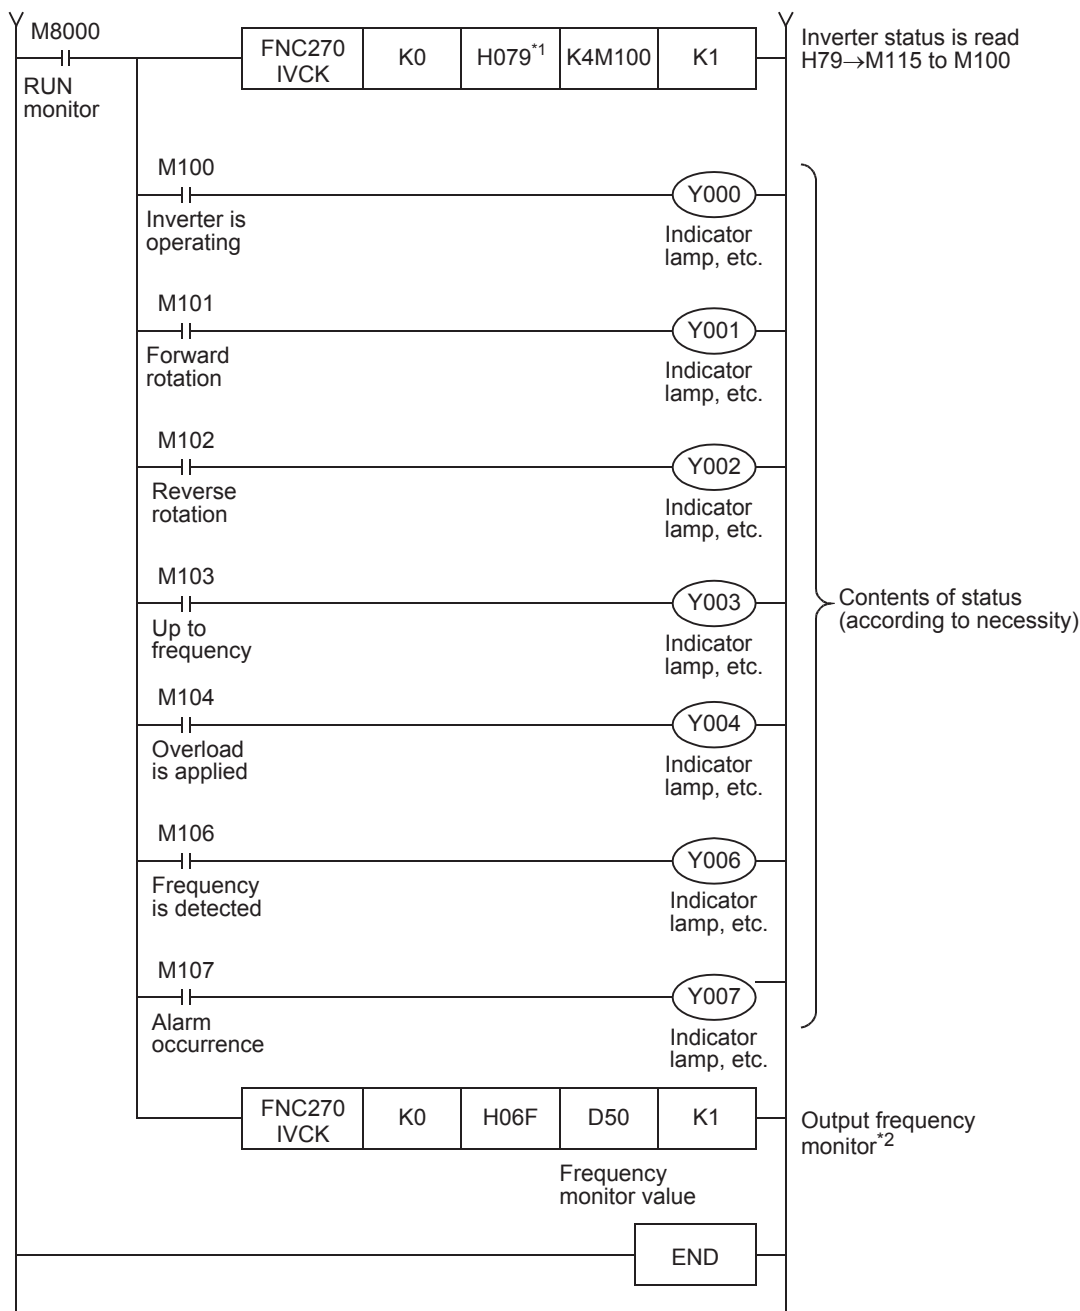 M8000
RUN
monitor
FNC270
IVCK
K0
H079*1
K4M100
K1
Inverter status is read
H79→M115 to M100
M100
Inverter is
operating
Y000
Indicator
lamp, etc.
M101
Forward
rotation
Y001
Indicator
lamp, etc.
M102
Reverse
rotation
Y002
Indicator
lamp, etc.
M103
Up to
frequency
Y003
Indicator
lamp, etc.
Contents of status
(according to necessity)
M104
Overload
is applied
Y004
Indicator
lamp, etc.
M106
Frequency
is detected
Y006
Indicator
lamp, etc.
M107
Alarm
occurrence
Y007
Indicator
lamp, etc.
FNC270
IVCK
K0
H06F
D50
K1
Output frequency
monitor*2
Frequency
monitor value
END